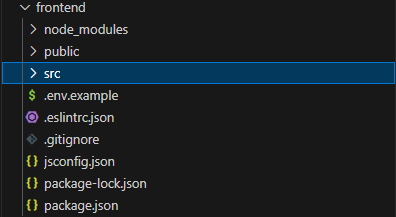 frontend
node_modules
public
src
.env.example
.eslintrc.json
.gitignore
jsconfig.json
package-lock.json
package.json